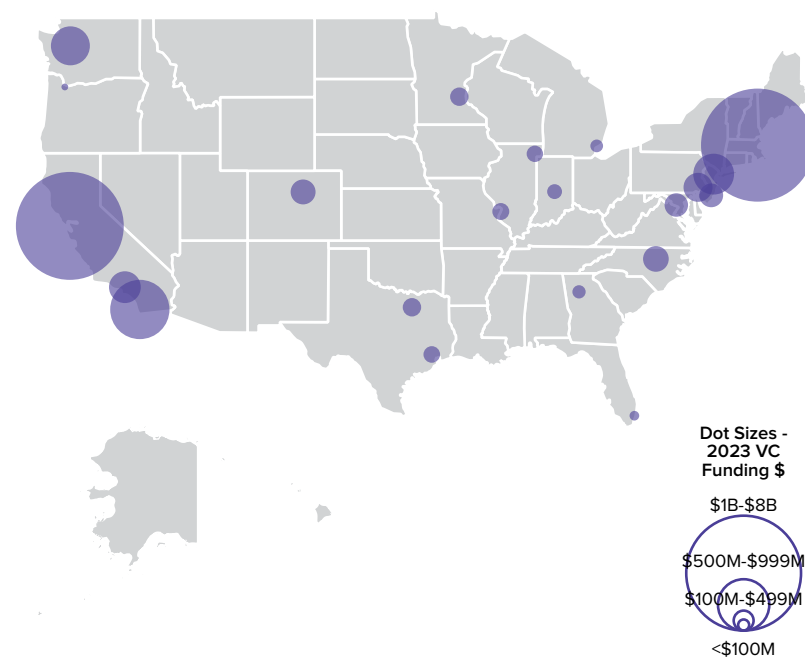 Dot Sizes -
2023 VC
Funding $
$1B-$8B
$500M-$999M
$100M-$499M
<$100M